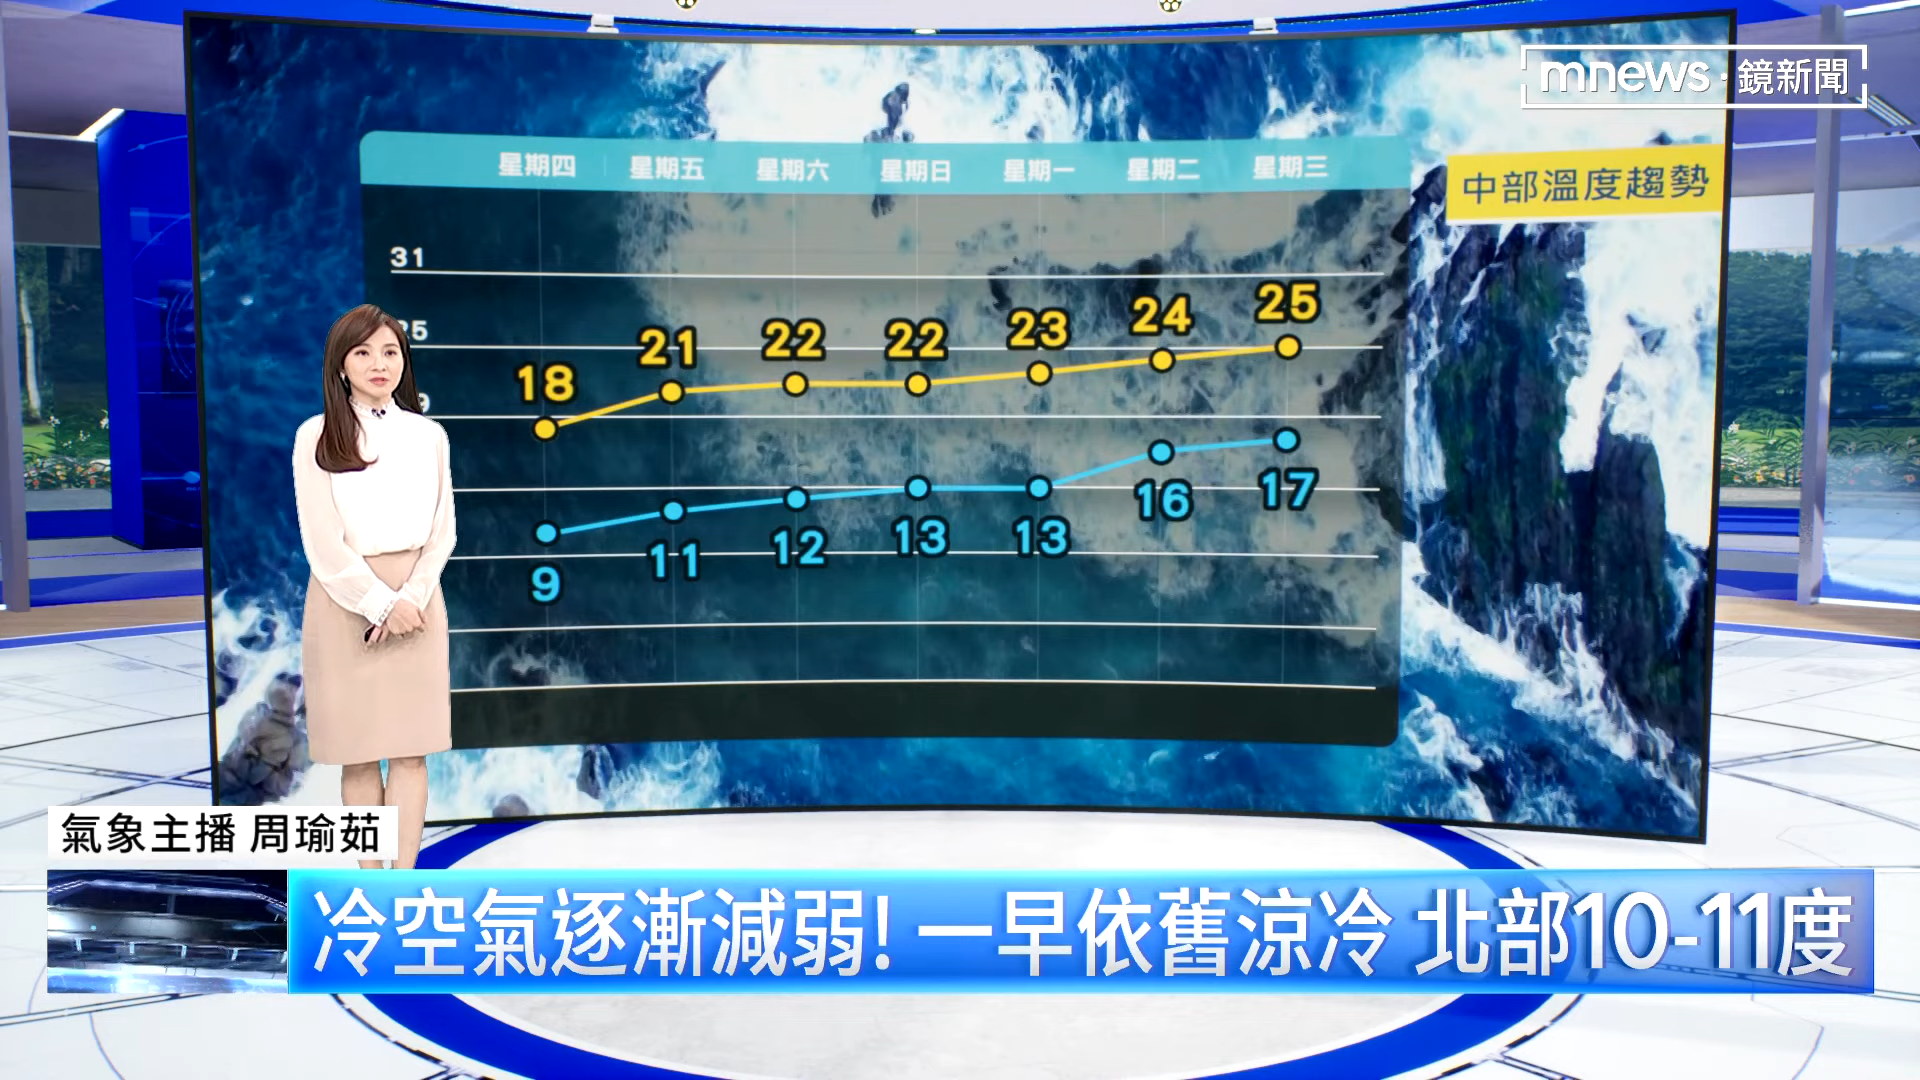 mnews·鏡新聞
中部溫度趨勢
星期四 星期五 星期六 星期日 星期一 星期二 星期三
31
25
18 21 22 22 23 24 25
9 11 12 13 13 16 17
氣象主播 周瑜茹
冷空氣逐漸減弱! 一早依舊涼冷 北部10-11度